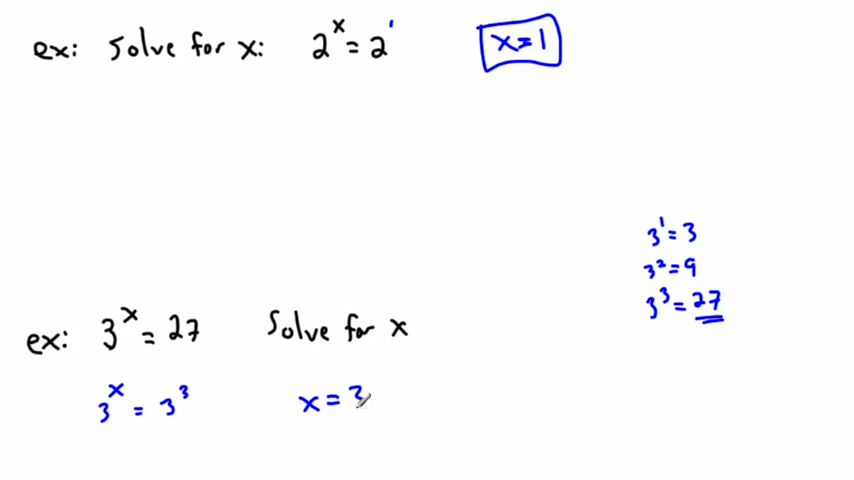 ex: Solve for x: 2^x = 2^1 x=1
3^1 = 3
3^2 = 9
3^3 = 27
ex: 3^x = 27 Solve for x
3^x = 3^3 x = 3